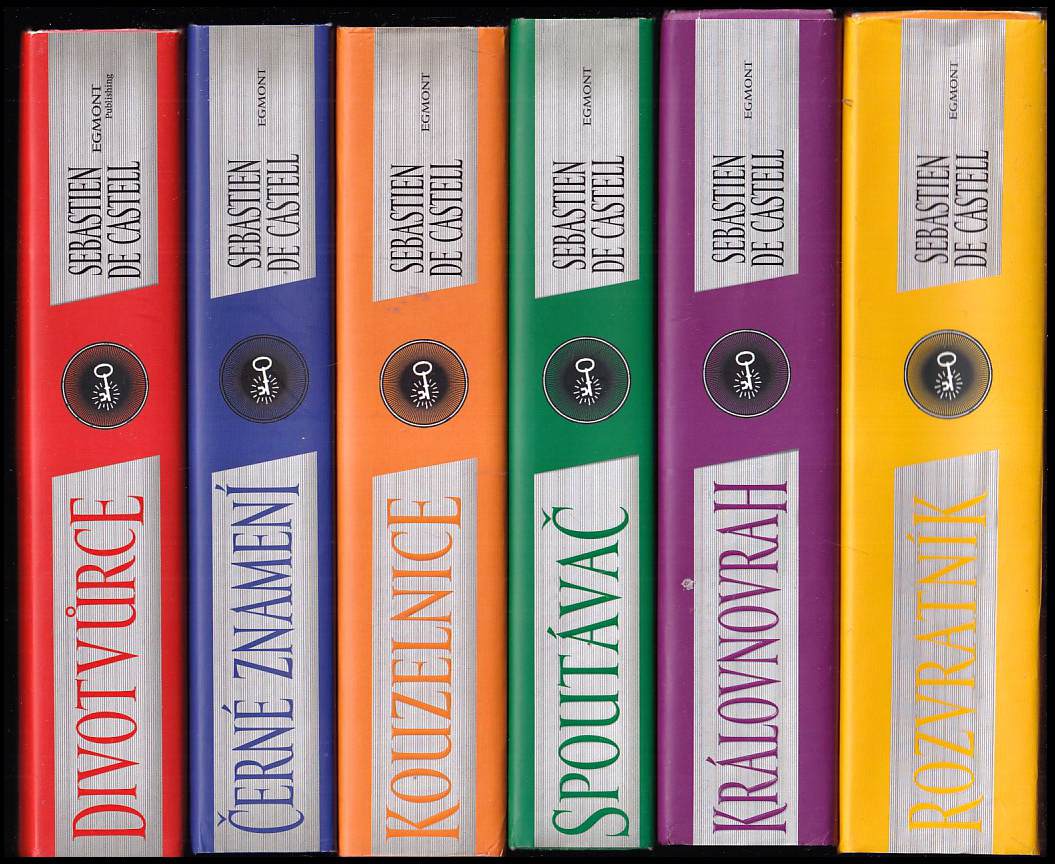 DIVOTVŮRCE
SEBASTIEN
DE CASTELL
EGMONT
Publishing
ČERNÉ ZNAMENÍ
SEBASTIEN
DE CASTELL
EGMONT
KOUZELNICE
SEBASTIEN
DE CASTELL
EGMONT
SPOUTÁVAČ
SEBASTIEN
DE CASTELL
EGMONT
KRÁLOVNOVRAH
SEBASTIEN
DE CASTELL
EGMONT
ROZVRATNÍK
SEBASTIEN
DE CASTELL
EGMONT